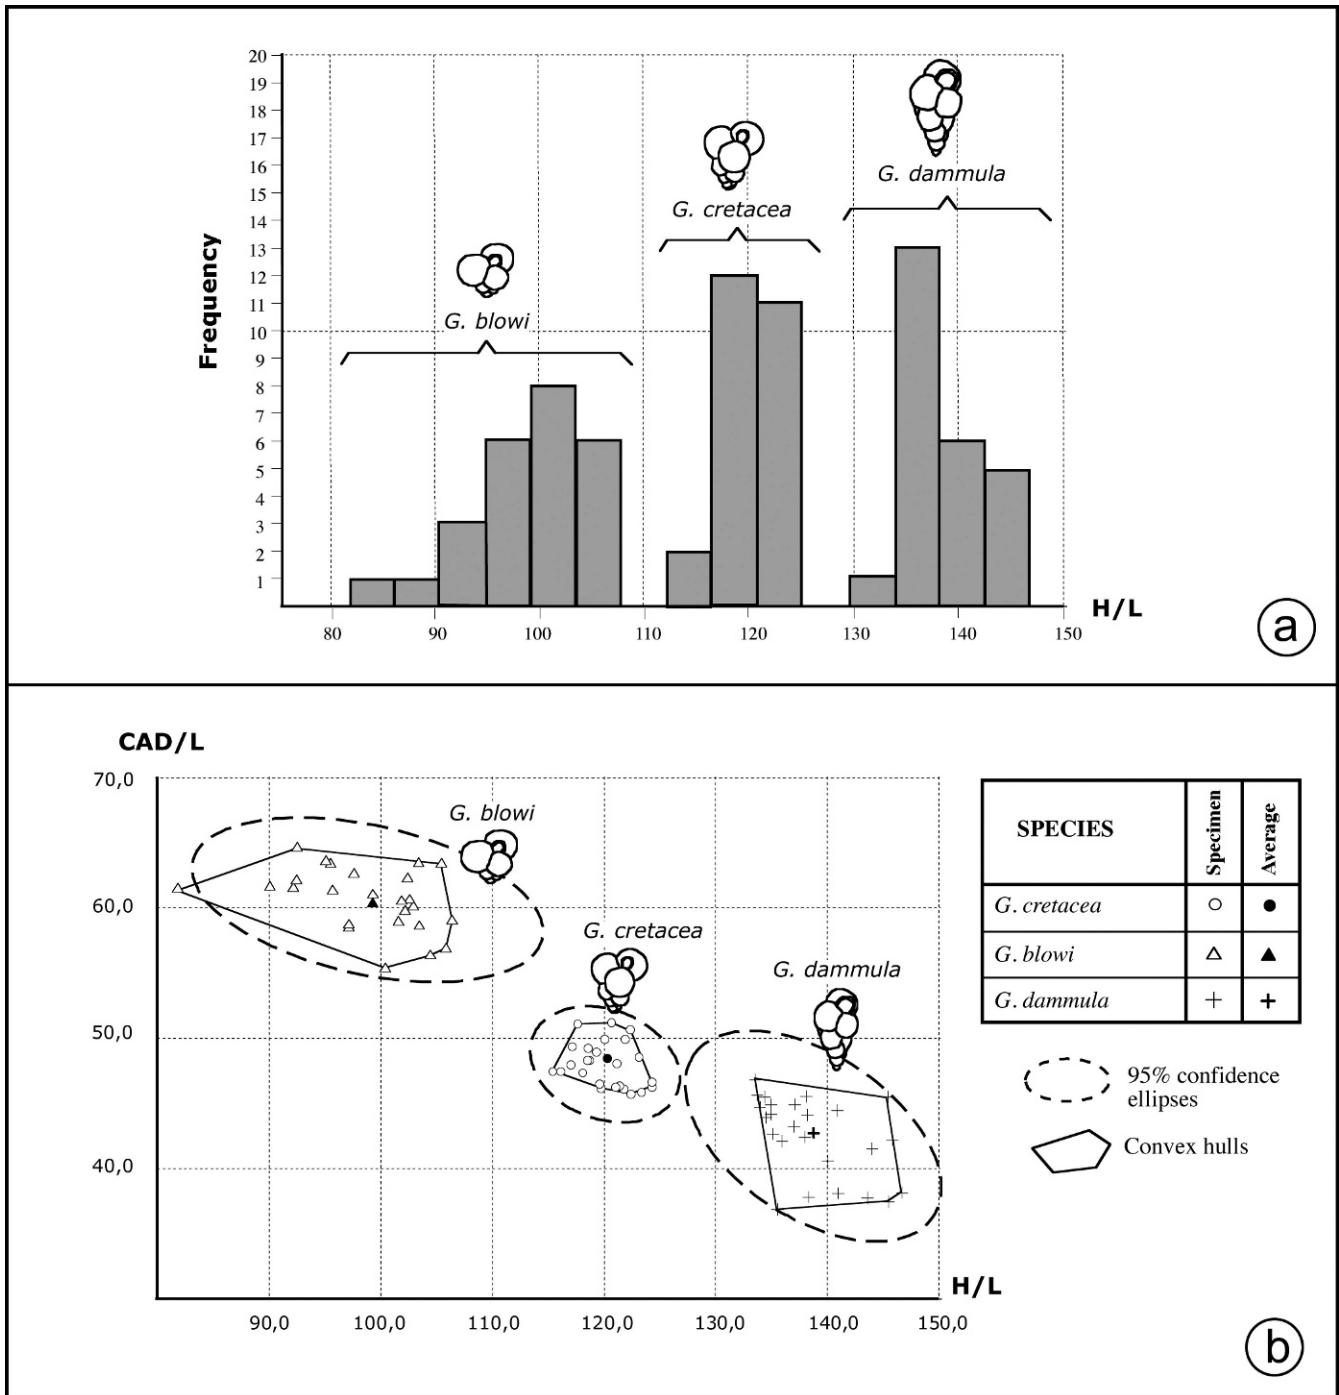 20
19
18
17
16
15
14
13
12
11
10
9
8
7
6
5
4
3
2
1
Frequency
G. blowi
G. cretacea
G. dammula
80 90 100 110 120 130 140 150
H/L
a
CAD/L
70,0
60,0
50,0
40,0
G. blowi
G. cretacea
G. dammula
90,0 100,0 110,0 120,0 130,0 140,0 150,0
H/L
SPECIES Specimen Average
G. cretacea
G. blowi
G. dammula
95% confidence
ellipses
Convex hulls
b